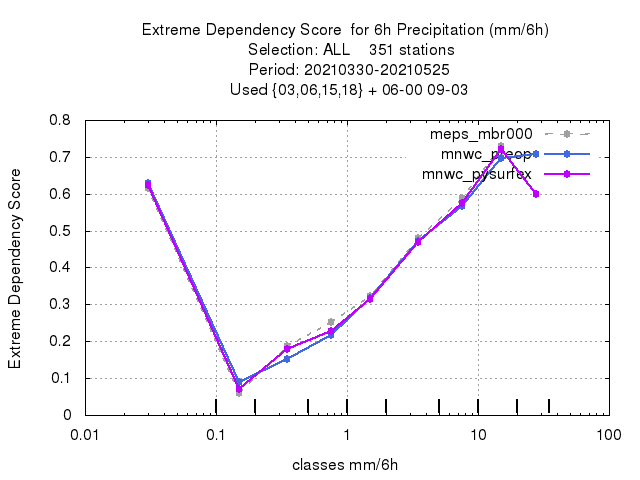 Extreme Dependency Score  for 6h Precipitation (mm/6h)
Selection: ALL    351 stations
Period: 20210330-20210525
Used {03,06,15,18} + 06-00 09-03
meps_mbr000
mnwc_preop
mnwc_pysurfex
Extreme Dependency Score
0.8
0.7
0.6
0.5
0.4
0.3
0.2
0.1
0
0.01 0.1 1 10 100
classes mm/6h